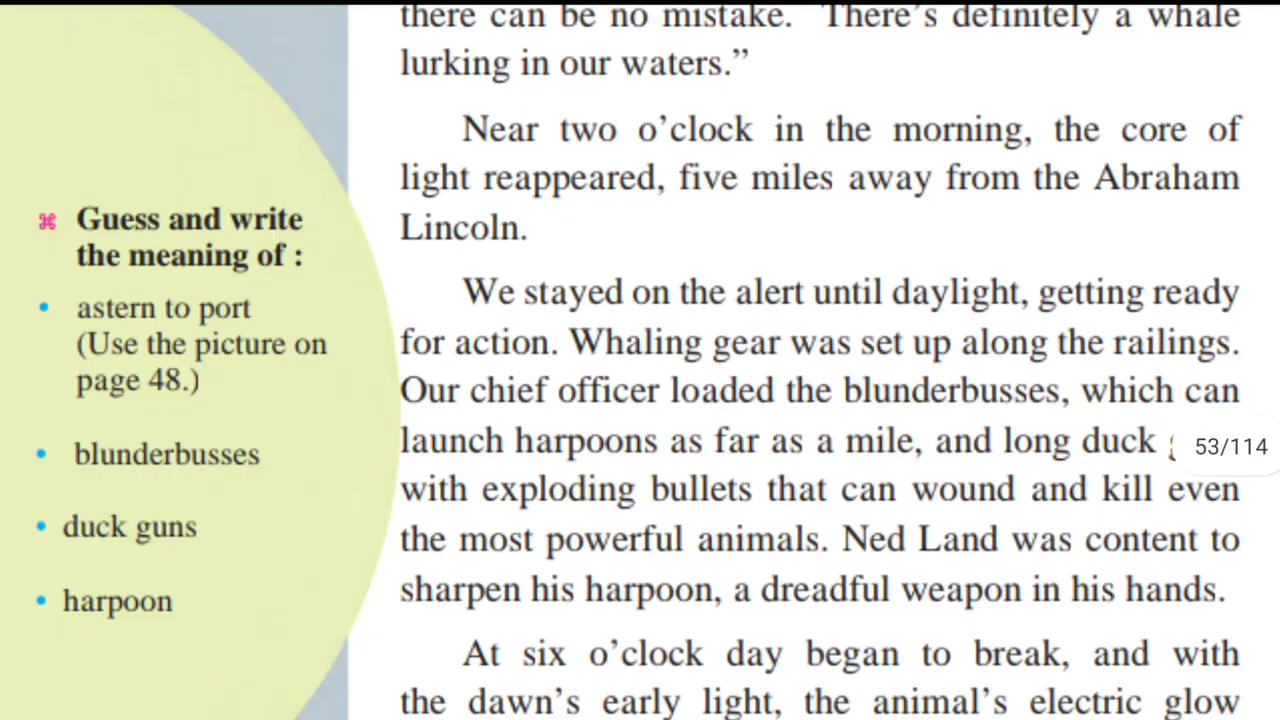 there can be no mistake. "There's definitely a whale
lurking in our waters."
Near two o'clock in the morning, the core of
light reappeared, five miles away from the Abraham
Lincoln.
We stayed on the alert until daylight, getting ready
for action. Whaling gear was set up along the railings.
Our chief officer loaded the blunderbusses, which can
launch harpoons as far as a mile, and long duck
with exploding bullets that can wound and kill even
the most powerful animals. Ned Land was content to
sharpen his harpoon, a dreadful weapon in his hands.
At six o'clock day began to break, and with
the dawn's early light, the animal's electric glow
⌘ Guess and write
the meaning of :
• astern to port
(Use the picture on
page 48.)
• blunderbusses
• duck guns
• harpoon
53/114